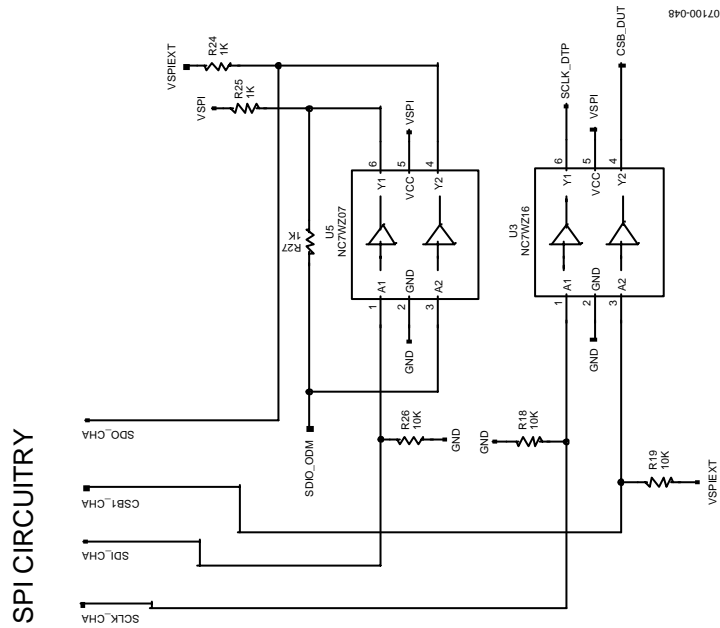 SPI CIRCUITRY
SCLK_CHA
SDI_CHA
CSB1_CHA
SDO_CHA
VSPIEXT
R24
1K
VSPI
R25
1K
R27
1K
SDIO_ODM
U5
NC7WZ07
1 A1 Y1 6
2 GND VCC 5 VSPI
3 A2 Y2 4
GND
R26
10K
GND
U3
NC7WZ16
1 A1 Y1 6 SCLK_DTP
2 GND VCC 5 VSPI
3 A2 Y2 4 CSB_DUT
GND
GND
R18
10K
R19
10K
VSPIEXT
07100-048